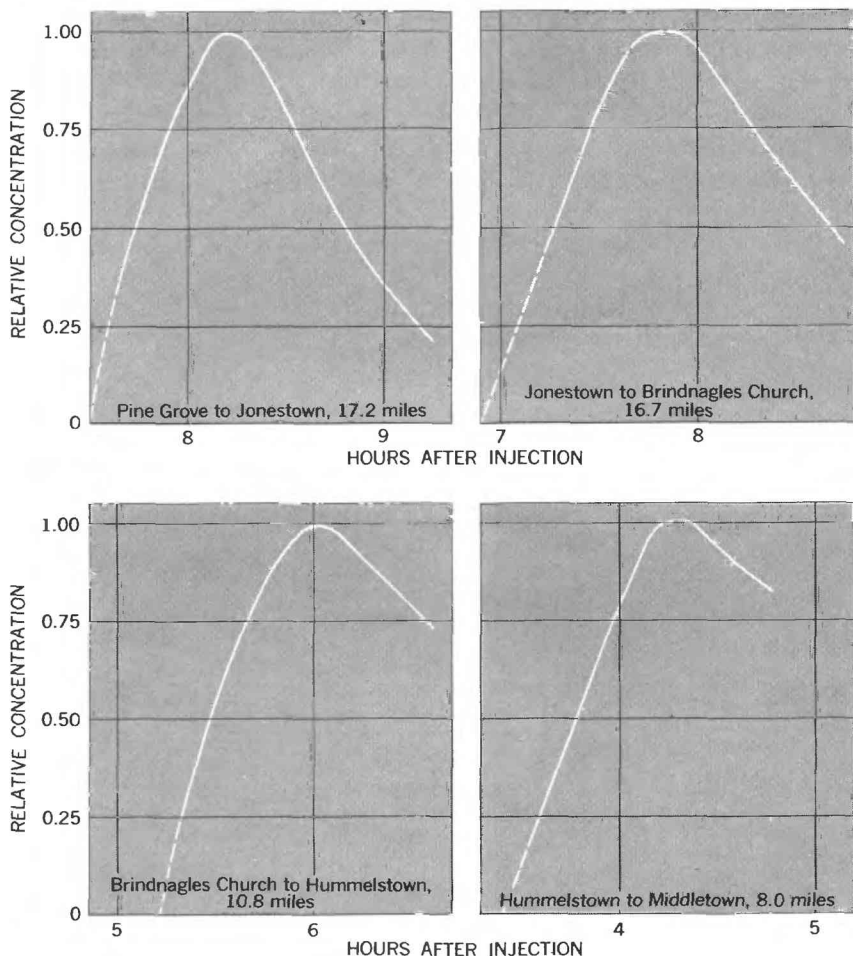 RELATIVE CONCENTRATION
1.00
0.75
0.50
0.25
0
Pine Grove to Jonestown, 17.2 miles
8
9
Jonestown to Brindnagles Church,
16.7 miles
7
8
HOURS AFTER INJECTION
RELATIVE CONCENTRATION
1.00
0.75
0.50
0.25
0
Brindnagles Church to Hummelstown,
10.8 miles
5
6
Hummelstown to Middletown, 8.0 miles
4
5
HOURS AFTER INJECTION